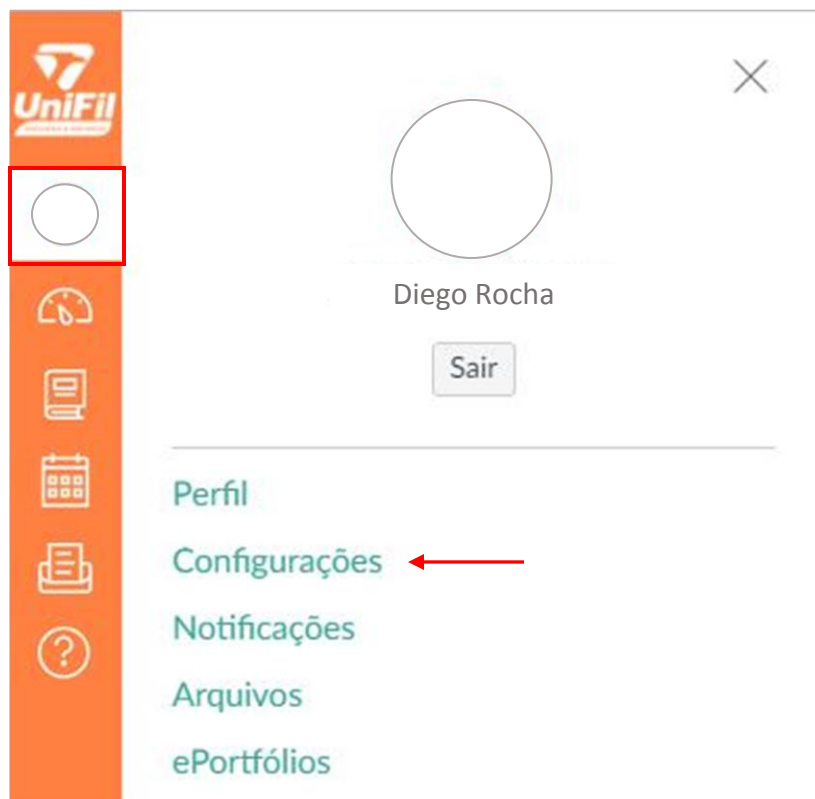 UniFil
Diego Rocha
Sair
Perfil
Configurações
Notificações
Arquivos
ePortfólios